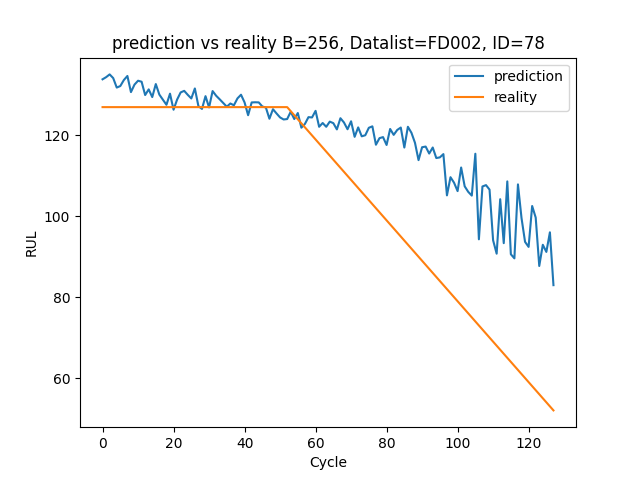 prediction vs reality B=256, Datalist=FD002, ID=78
prediction
reality
RUL
120
100
80
60
0 20 40 60 80 100 120
Cycle